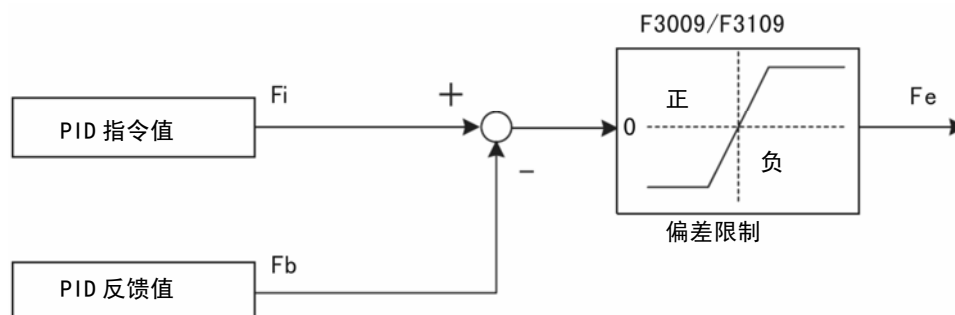 F3009/F3109
Fi
+
正
Fe
PID 指令值
0
-
负
偏差限制
Fb
PID 反馈值